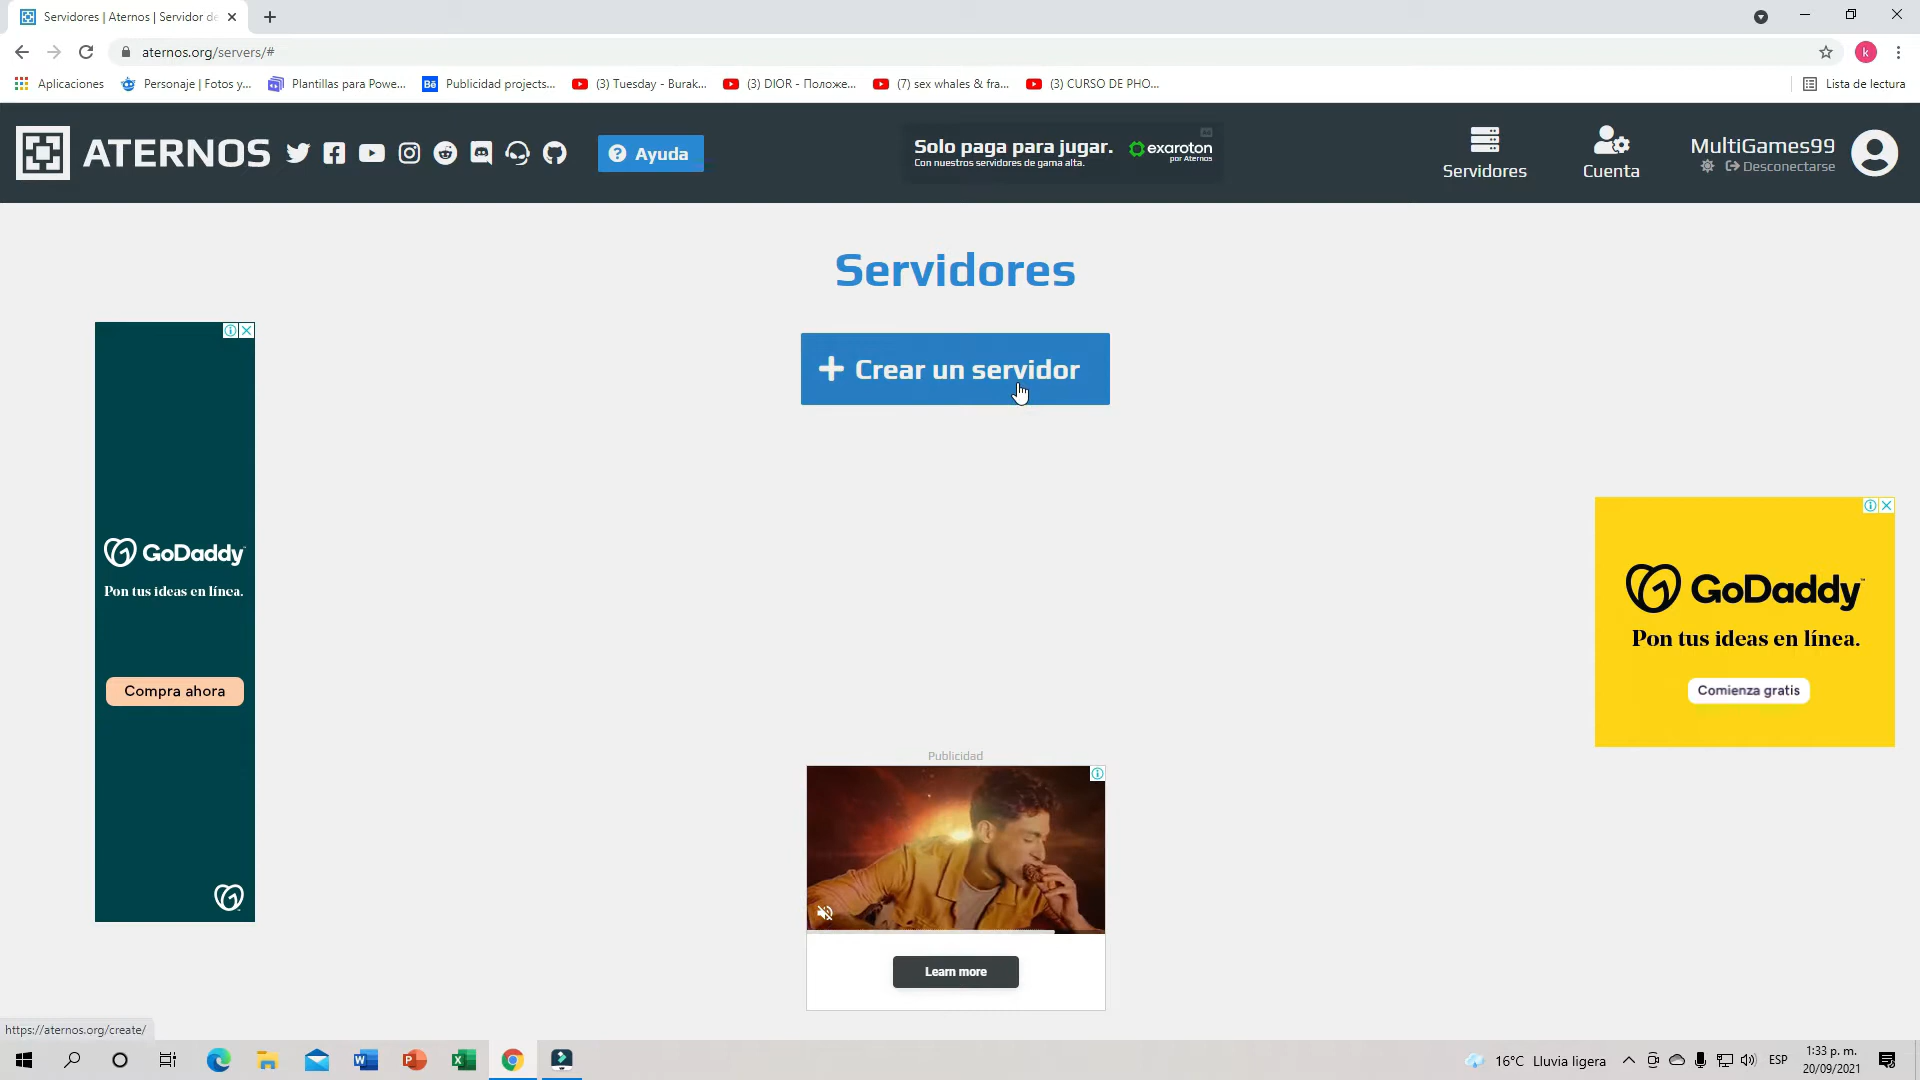 Servidores | Aternos | Servidor de
aternos.org/servers/#
k
Aplicaciones
Personaje | Fotos y...
Plantillas para Powe...
Bē
Publicidad projects...
(3) Tuesday - Burak...
(3) DIOR - Положе...
(7) sex whales & fra...
(3) CURSO DE PHO...
Lista de lectura
ATERNOS
Ayuda
Solo paga para jugar.
Con nuestros servidores de gama alta.
Ad
exaroton
por Aternos
Servidores
Cuenta
MultiGames99
Desconectarse
Servidores
Crear un servidor
GoDaddy
Pon tus ideas en línea.
Compra ahora
GoDaddy
Pon tus ideas en línea.
Comienza gratis
Publicidad
Learn more
https://aternos.org/create/
16°C Lluvia ligera
ESP
1:33 p. m.
20/09/2021